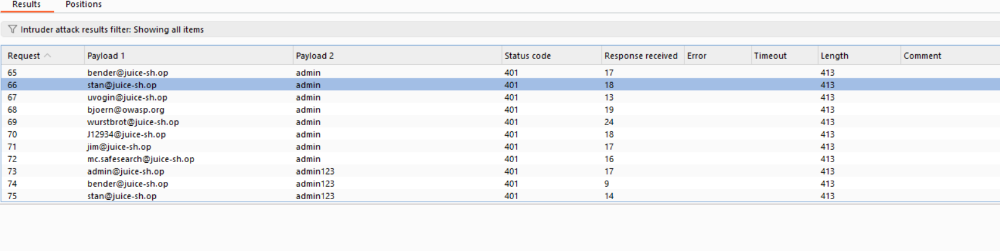 Results Positions
Intruder attack results filter: Showing all items
Request Payload 1 Payload 2 Status code Response received Error Timeout Length Comment
65 bender@juice-sh.op admin 401 17 413
66 stan@juice-sh.op admin 401 18 413
67 uvogin@juice-sh.op admin 401 13 413
68 bjoern@owasp.org admin 401 19 413
69 wurstbrot@juice-sh.op admin 401 24 413
70 J12934@juice-sh.op admin 401 18 413
71 jim@juice-sh.op admin 401 17 413
72 mc.safesearch@juice-sh.op admin 401 16 413
73 admin@juice-sh.op admin123 401 17 413
74 bender@juice-sh.op admin123 401 9 413
75 stan@juice-sh.op admin123 401 14 413